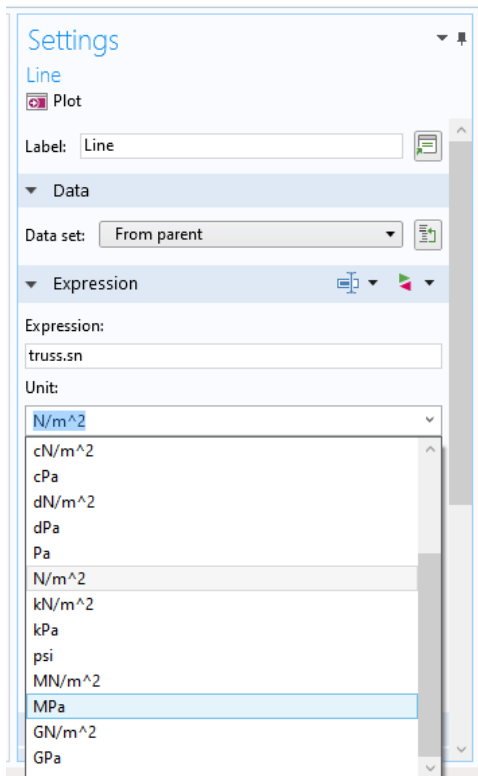 Settings
Line
Plot
Label: Line
Data
Data set: From parent
Expression
Expression:
truss.sn
Unit:
N/m^2
cN/m^2
cPa
dN/m^2
dPa
Pa
N/m^2
kN/m^2
kPa
psi
MN/m^2
MPa
GN/m^2
GPa